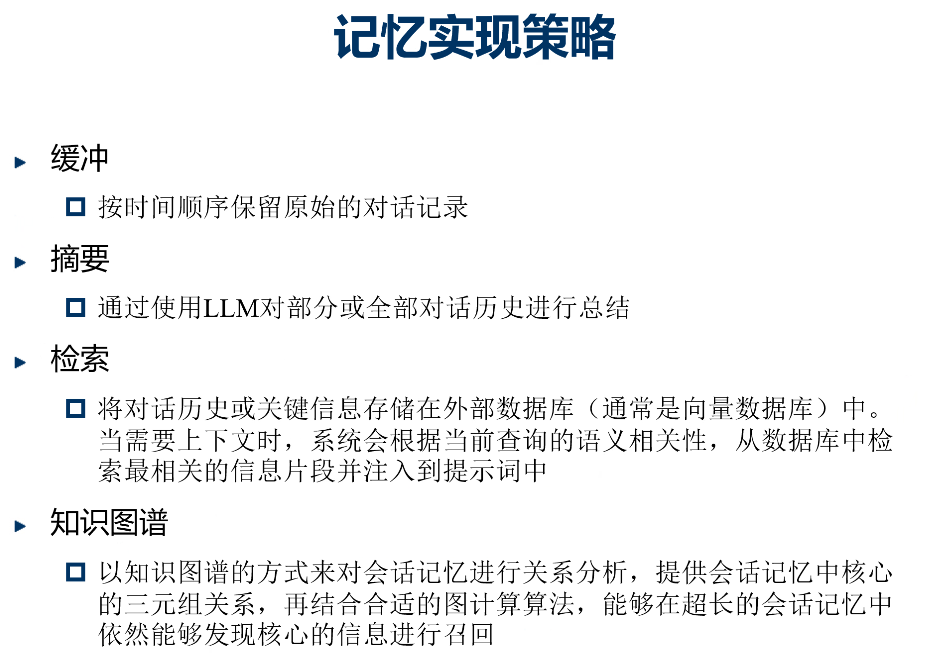 记忆实现策略
缓冲
按时间顺序保留原始的对话记录
摘要
通过使用LLM对部分或全部对话历史进行总结
检索
将对话历史或关键信息存储在外部数据库（通常是向量数据库）中。
当需要上下文时，系统会根据当前查询的语义相关性，从数据库中检
索最相关的信息片段并注入到提示词中
知识图谱
以知识图谱的方式来对会话记忆进行关系分析，提供会话记忆中核心
的三元组关系，再结合合适的图计算算法，能够在超长的会话记忆中
依然能够发现核心的信息进行召回